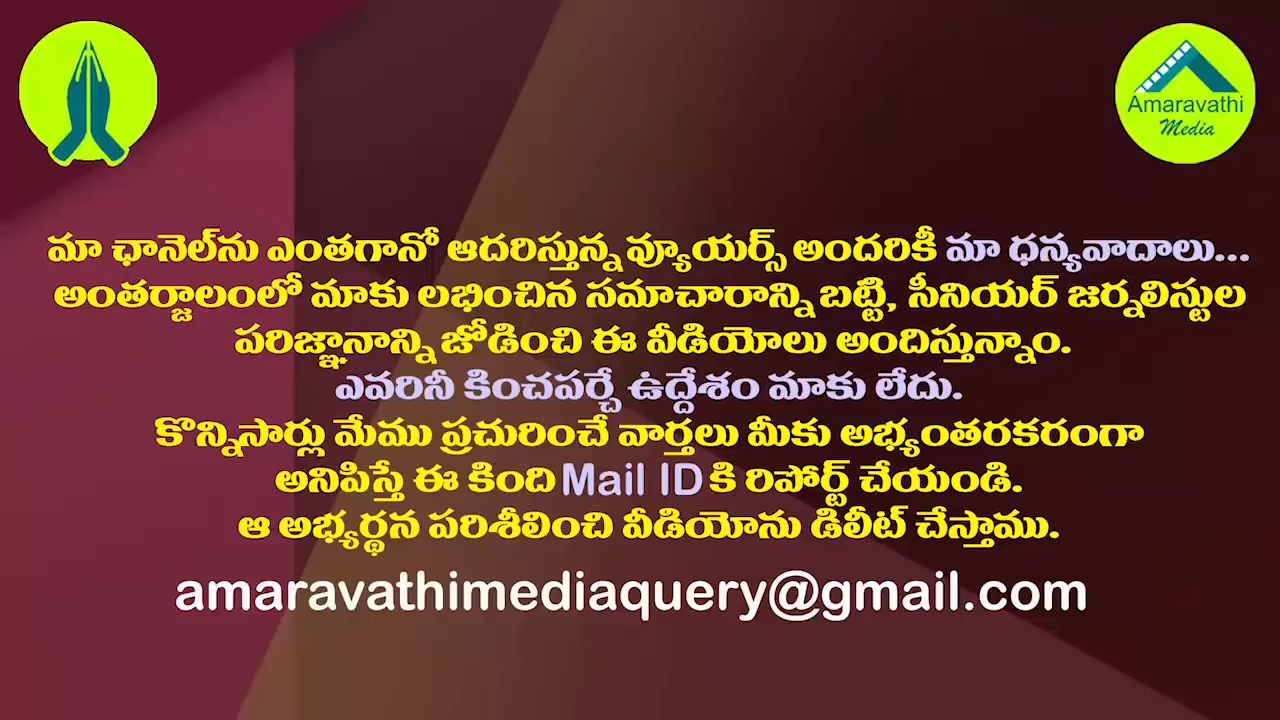 Amaravathi
Media
మా ఛానెల్‌ను ఎంతగానో ఆదరిస్తున్న వ్యూయర్స్ అందరికీ మా ధన్యవాదాలు...
అంతర్జాలంలో మాకు లభించిన సమాచారాన్ని బట్టి, సీనియర్ జర్నలిస్టుల
పరిజ్ఞానాన్ని జోడించి ఈ వీడియోలు అందిస్తున్నాం.
ఎవరినీ కించపర్చే ఉద్దేశం మాకు లేదు.
కొన్నిసార్లు మేము ప్రచురించే వార్తలు మీకు అభ్యంతరకరంగా
అనిపిస్తే ఈ కింది Mail ID కి రిపోర్ట్ చేయండి.
ఆ అభ్యర్థన పరిశీలించి వీడియోను డిలీట్ చేస్తాము.
amaravathimediaquery@gmail.com